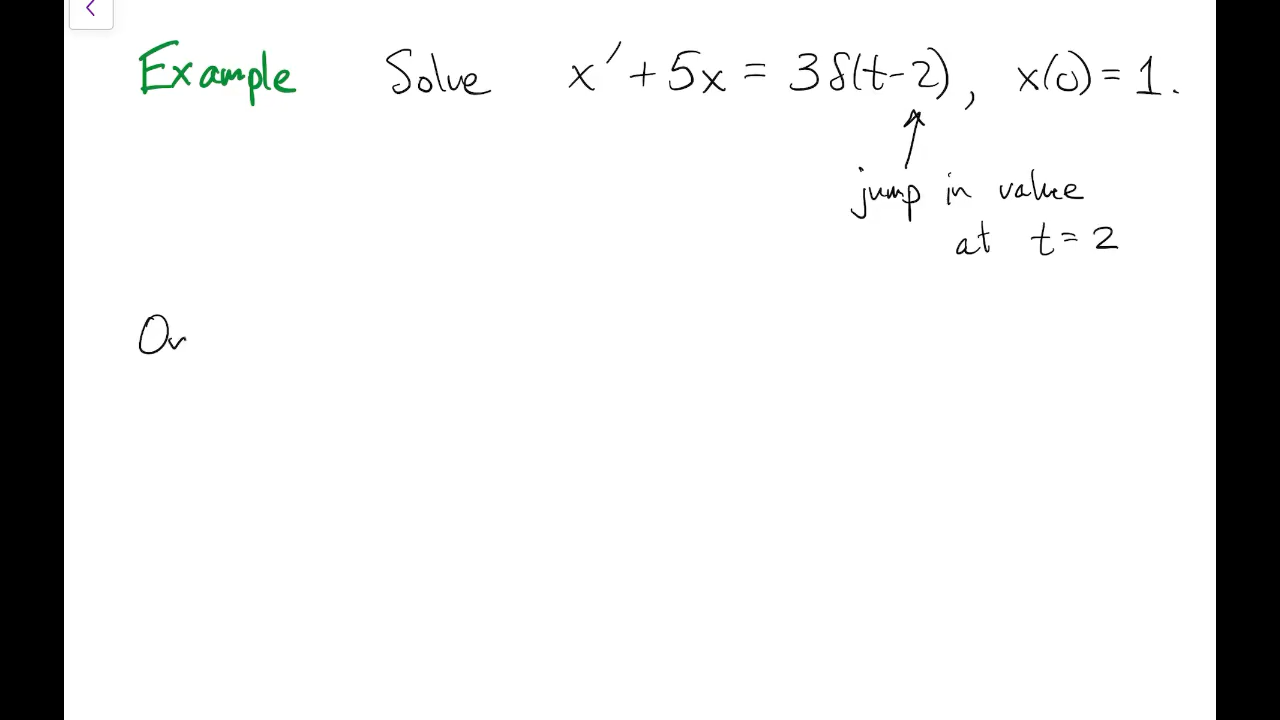 Example Solve x′ + 5x = 3δ(t-2), x(0) = 1.
jump in value
at t = 2
On